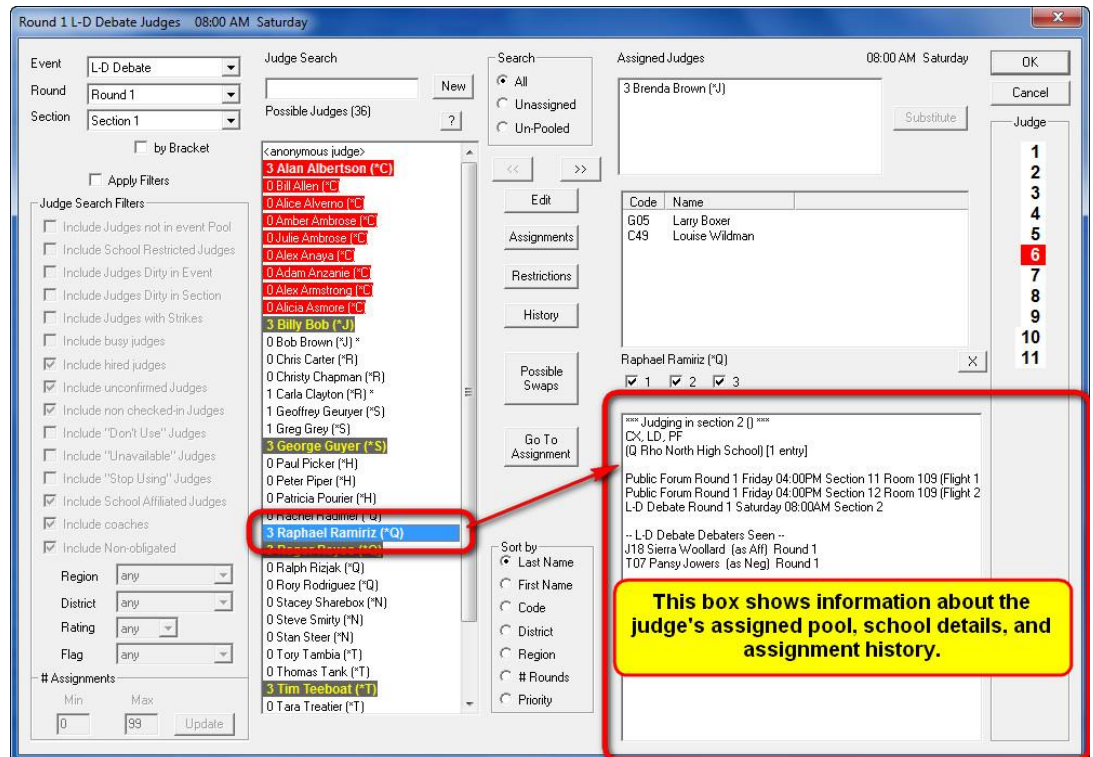 Round 1 L-D Debate Judges 08:00 AM Saturday
Event
L-D Debate
Round
Round 1
Section
Section 1
by Bracket
Apply Filters
Judge Search Filters
Include Judges not in event Pool
Include School Restricted Judges
Include Judges Dirty in Event
Include Judges Dirty in Section
Include Judges with Strikes
Include busy judges
Include hired judges
Include unconfirmed Judges
Include non checked-in Judges
Include "Don't Use" Judges
Include "Unavailable" Judges
Include "Stop Using" Judges
Include School Affiliated Judges
Include coaches
Include Non-obligated
Region any
District any
Rating any
Flag any
# Assignments
Min Max
0 99 Update
Judge Search
New
Possible Judges (36)
?
<anonymous judge>
3 Alan Albertson (*C)
0 Bill Allen (*C)
0 Alice Alverno (*C)
0 Amber Ambrose (*C)
0 Julie Ambrose (*C)
0 Alex Anaya (*C)
0 Adam Anzanie (*C)
0 Alex Armstrong (*C)
0 Alicia Asmore (*C)
3 Billy Bob (*J)
0 Bob Brown (*J) *
0 Chris Carter (*R)
0 Christy Chapman (*R)
1 Carla Clayton (*R) *
1 Geoffrey Geuryer (*S)
1 Greg Grey (*S)
3 George Guyer (*S)
0 Paul Picker (*H)
0 Peter Piper (*H)
0 Patricia Pourier (*H)
0 Rachel Radimel (*Q)
3 Raphael Ramiriz (*Q)
0 Ralph Rizjak (*Q)
0 Rory Rodriguez (*Q)
0 Stacey Sharebox (*N)
0 Steve Smirty (*N)
0 Stan Steer (*N)
0 Tory Tambia (*T)
0 Thomas Tank (*T)
3 Tim Teeboat (*T)
0 Tara Treatier (*T)
Search
All
Unassigned
Un-Pooled
<< >>
Edit
Assignments
Restrictions
History
Possible
Swaps
Go To
Assignment
Sort by
Last Name
First Name
Code
District
Region
# Rounds
Priority
Assigned Judges 08:00 AM Saturday
3 Brenda Brown (*J)
Substitute
Code Name
G05 Larry Boxer
C49 Louise Wildman
Raphael Ramiriz (*Q)
X
1 2 3
*** Judging in section 2 () ***
CX, LD, PF
(Q Rho North High School) [1 entry]
Public Forum Round 1 Friday 04:00PM Section 11 Room 109 (Flight 1
Public Forum Round 1 Friday 04:00PM Section 12 Room 109 (Flight 2
L-D Debate Round 1 Saturday 08:00AM Section 2
-- L-D Debate Debaters Seen --
J18 Sierra Woollard (as Aff) Round 1
T07 Pansy Jowers (as Neg) Round 1
This box shows information about the
judge's assigned pool, school details, and
assignment history.
OK
Cancel
Judge
1
2
3
4
5
6
7
8
9
10
11